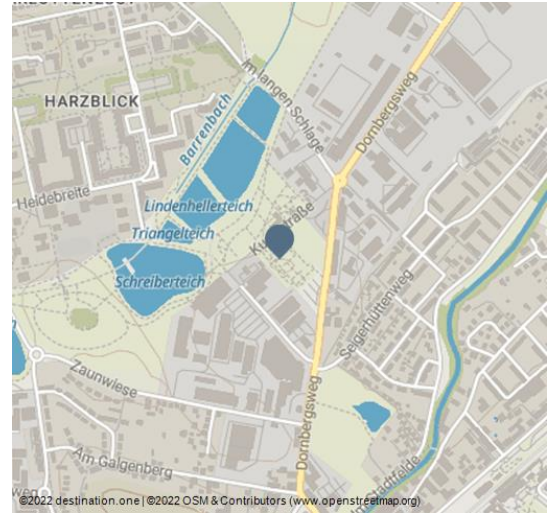 HARZBLICK
Heidebreite
Barrenbach
Im langen Schlage
Dornbergsweg
Lindenhellerteich
Triangelteich
Schreiberteich
Seigerhüttenweg
Zaunwiese
Dornbergsweg
Am Galgenberg
©2022 destination.one | ©2022 OSM & Contributors (www.openstreetmap.org)